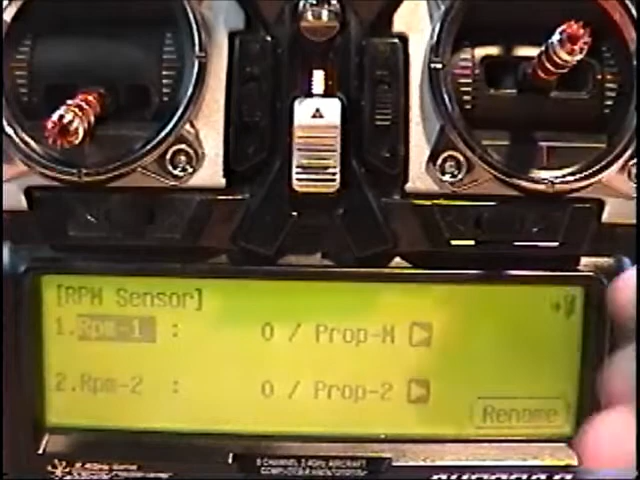 [RPM Sensor]
1.Rpm-1 : 0 / Prop-M
2.Rpm-2 : 0 / Prop-2
Rename